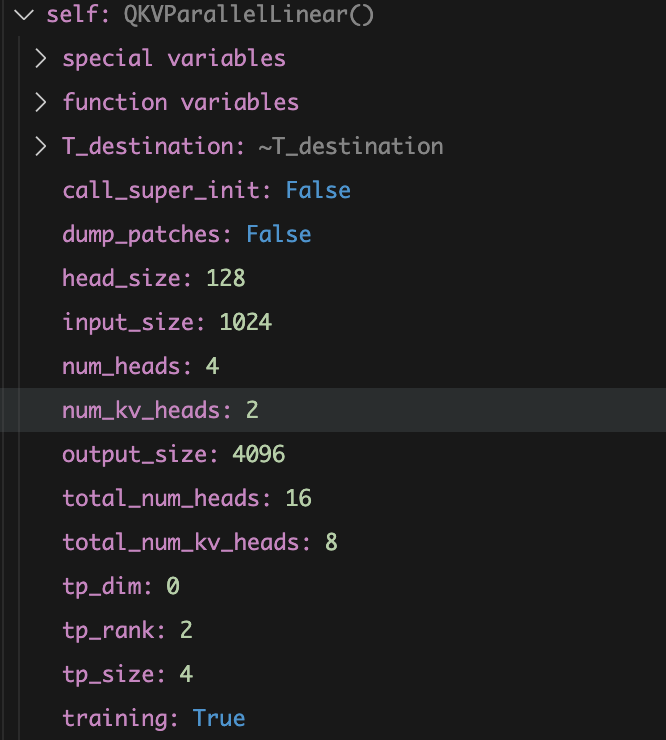 self: QKVParallelLinear()
special variables
function variables
T_destination: ~T_destination
call_super_init: False
dump_patches: False
head_size: 128
input_size: 1024
num_heads: 4
num_kv_heads: 2
output_size: 4096
total_num_heads: 16
total_num_kv_heads: 8
tp_dim: 0
tp_rank: 2
tp_size: 4
training: True